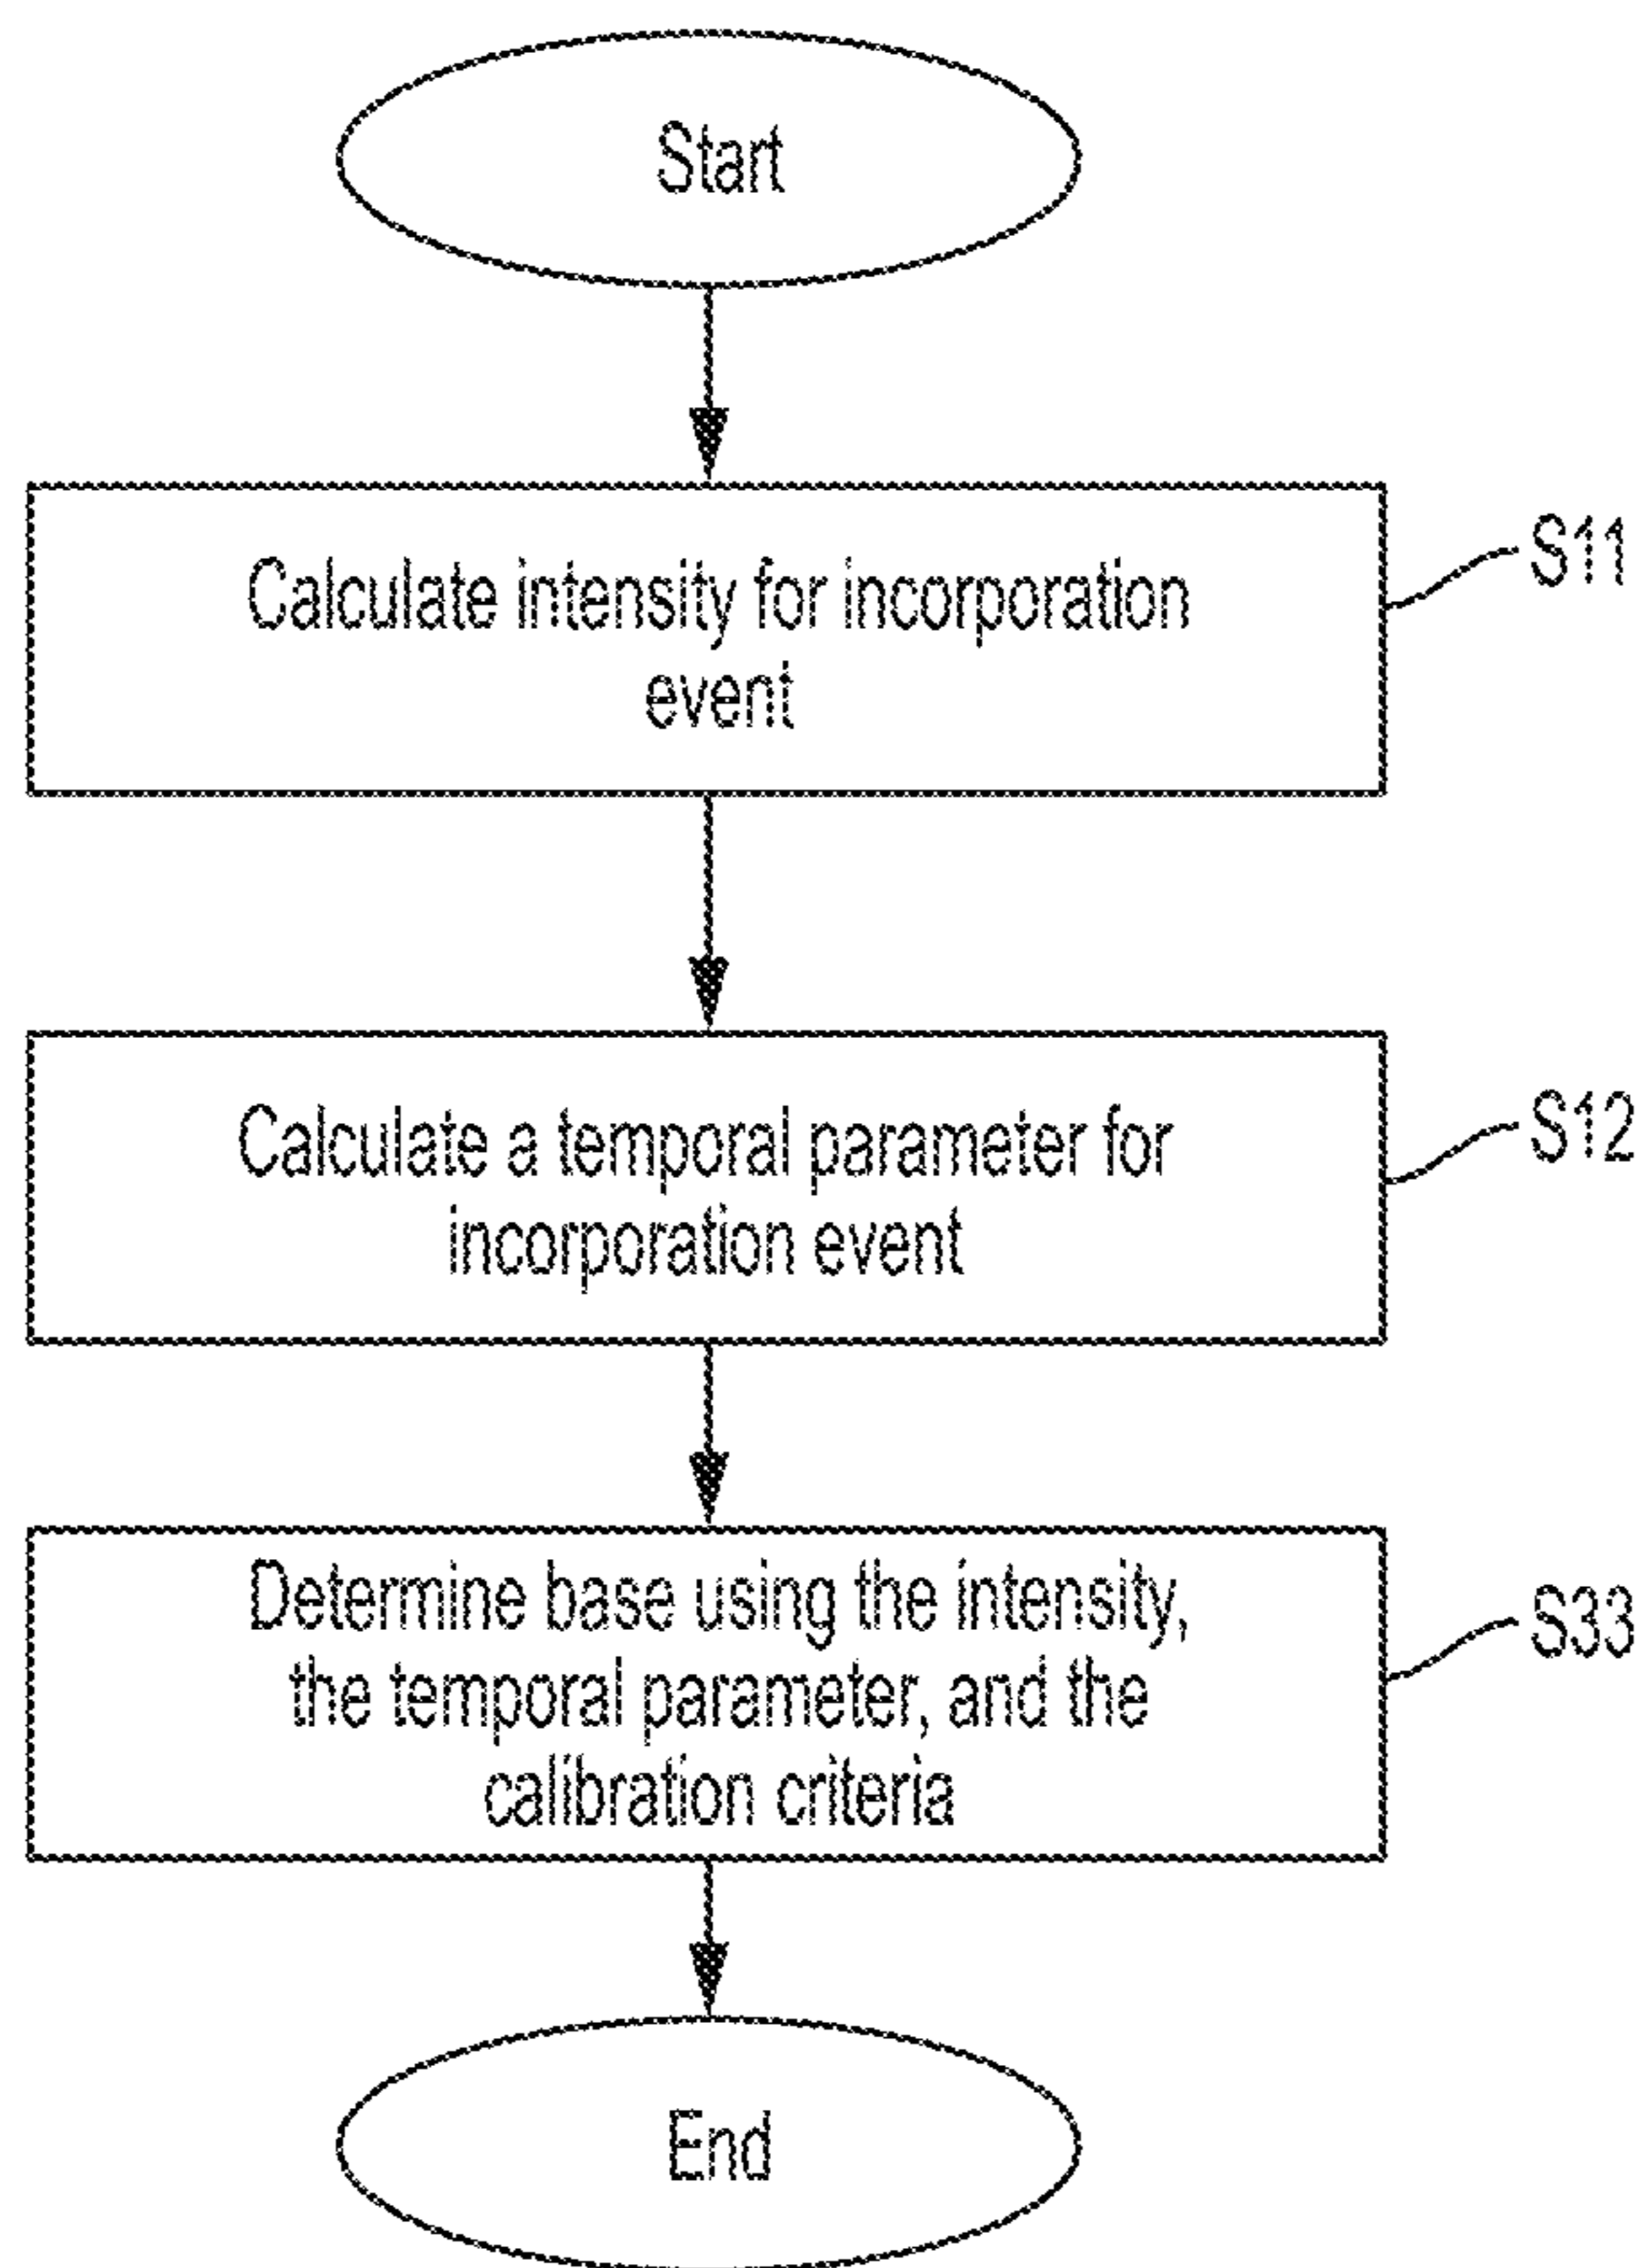 Start
Calculate intensity for incorporation
event
S11
Calculate a temporal parameter for
incorporation event
S12
Determine base using the intensity,
the temporal parameter, and the
calibration criteria
S33
End